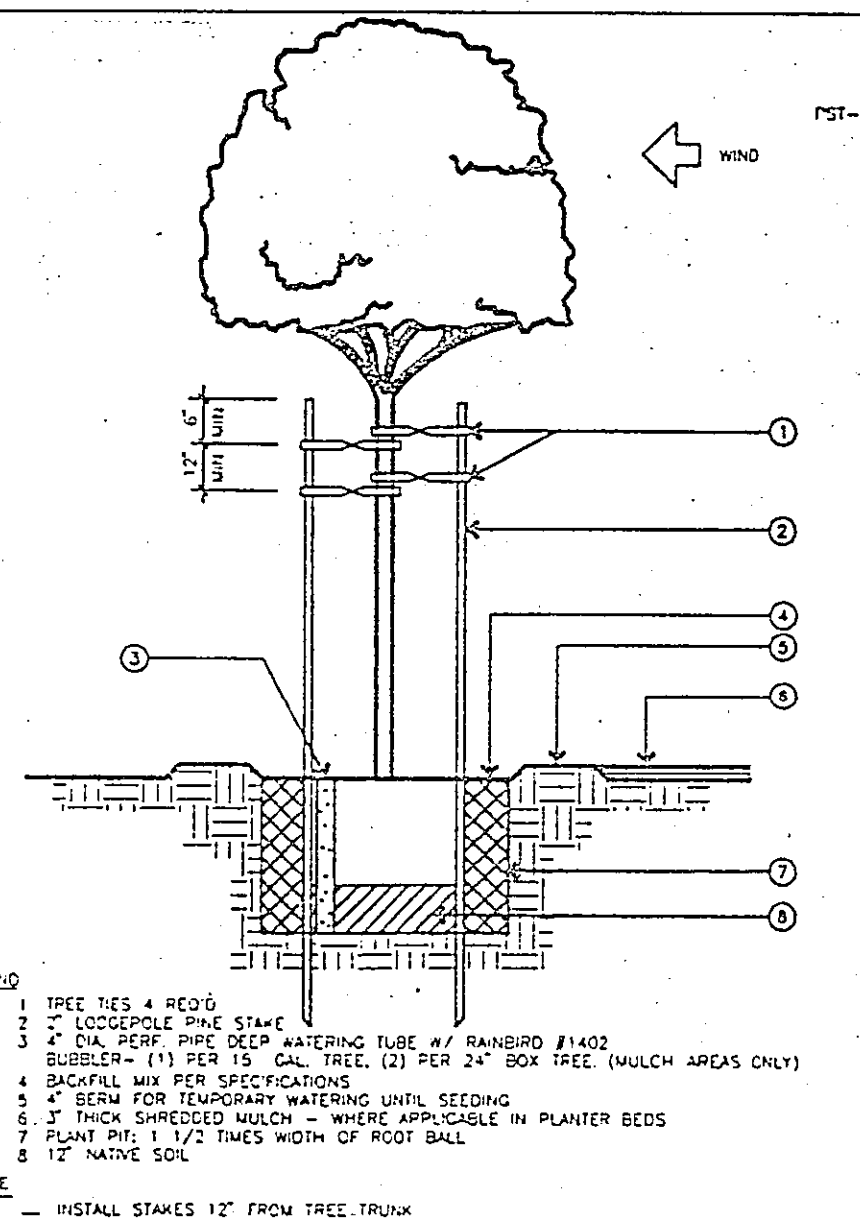 PST-
WIND
6" MIN
12" MIN
1
2
3
4
5
6
7
8
ND
1 TREE TIES 4 REQ'D
2 2" LODGEPOLE PINE STAKE
3 4" DIA. PERF. PIPE DEEP WATERING TUBE W/ RAINBIRD #1402
BUBBLER- (1) PER 15 GAL. TREE, (2) PER 24" BOX TREE. (MULCH AREAS ONLY)
4 BACKFILL MIX PER SPECIFICATIONS
5 4" BERM FOR TEMPORARY WATERING UNTIL SEEDING
6 3" THICK SHREDDED MULCH - WHERE APPLICABLE IN PLANTER BEDS
7 PLANT PIT: 1 1/2 TIMES WIDTH OF ROOT BALL
8 12" NATIVE SOIL
E
— INSTALL STAKES 12" FROM TREE TRUNK